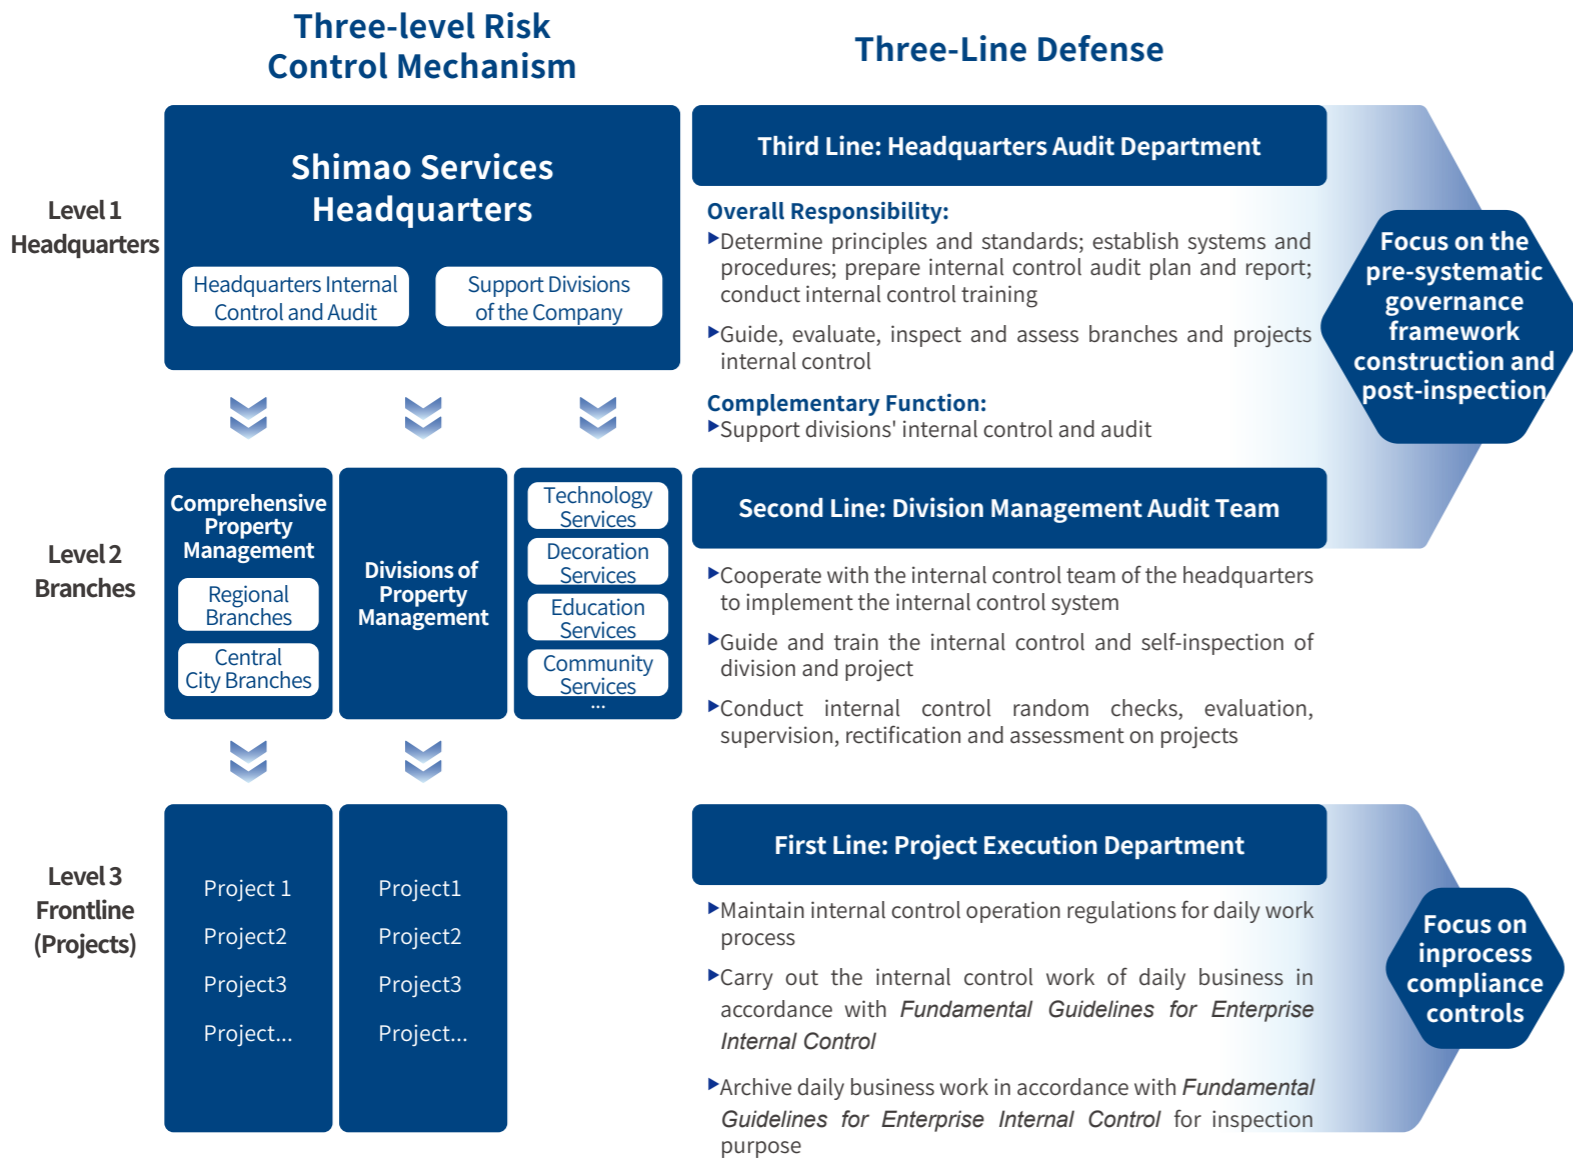 Three-level Risk
Control Mechanism
Three-Line Defense
Level 1
Headquarters
Shimao Services
Headquarters
Headquarters Internal
Control and Audit
Support Divisions
of the Company
Third Line: Headquarters Audit Department
Overall Responsibility:
▶Determine principles and standards; establish systems and
procedures; prepare internal control audit plan and report;
conduct internal control training
▶Guide, evaluate, inspect and assess branches and projects
internal control
Complementary Function:
▶Support divisions' internal control and audit
Focus on the
pre-systematic
governance
framework
construction and
post-inspection
Level 2
Branches
Comprehensive
Property
Management
Regional
Branches
Central
City Branches
Divisions of
Property
Management
Technology
Services
Decoration
Services
Education
Services
Community
Services
...
Second Line: Division Management Audit Team
▶Cooperate with the internal control team of the headquarters
to implement the internal control system
▶Guide and train the internal control and self-inspection of
division and project
▶Conduct internal control random checks, evaluation,
supervision, rectification and assessment on projects
Level 3
Frontline
(Projects)
Project 1
Project2
Project3
Project...
Project1
Project2
Project3
Project...
First Line: Project Execution Department
▶Maintain internal control operation regulations for daily work
process
▶Carry out the internal control work of daily business in
accordance with Fundamental Guidelines for Enterprise
Internal Control
▶Archive daily business work in accordance with Fundamental
Guidelines for Enterprise Internal Control for inspection
purpose
Focus on
inprocess
compliance
controls